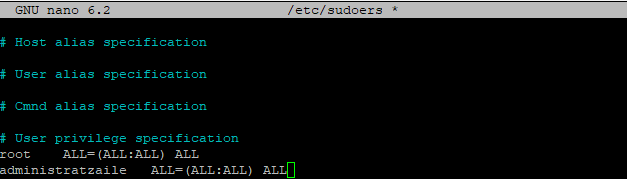 GNU nano 6.2 /etc/sudoers *
# Host alias specification
# User alias specification
# Cmnd alias specification
# User privilege specification
root ALL=(ALL:ALL) ALL
administratzaile ALL=(ALL:ALL) ALL